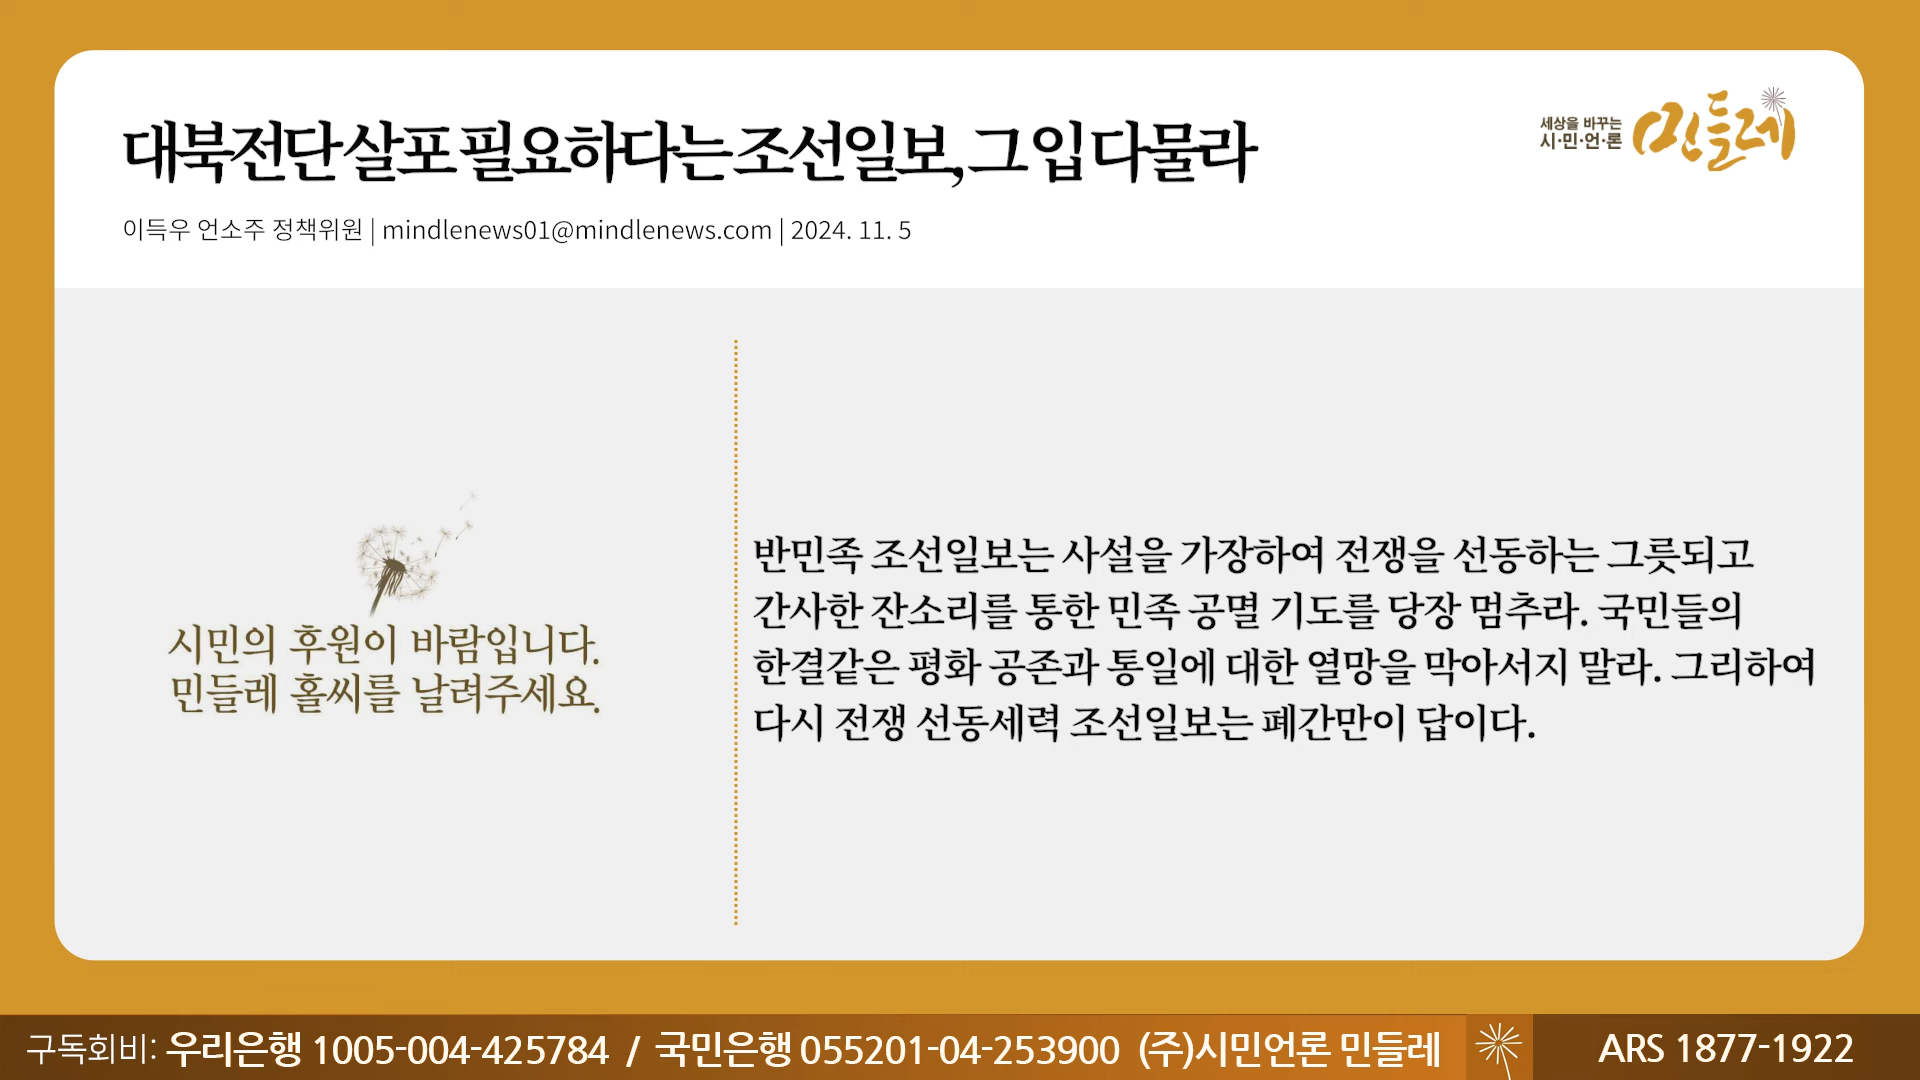 대북전단 살포 필요하다는 조선일보, 그 입 다물라
세상을 바꾸는
시·민·언·론
민들레
이득우 언소주 정책위원 | mindlenews01@mindlenews.com | 2024. 11. 5
시민의 후원이 바람입니다.
민들레 홀씨를 날려주세요.
반민족 조선일보는 사설을 가장하여 전쟁을 선동하는 그릇되고
간사한 잔소리를 통한 민족 공멸 기도를 당장 멈추라. 국민들의
한결같은 평화 공존과 통일에 대한 열망을 막아서지 말라. 그리하여
다시 전쟁 선동세력 조선일보는 폐간만이 답이다.
구독회비: 우리은행 1005-004-425784 / 국민은행 055201-04-253900 (주)시민언론 민들레
ARS 1877-1922